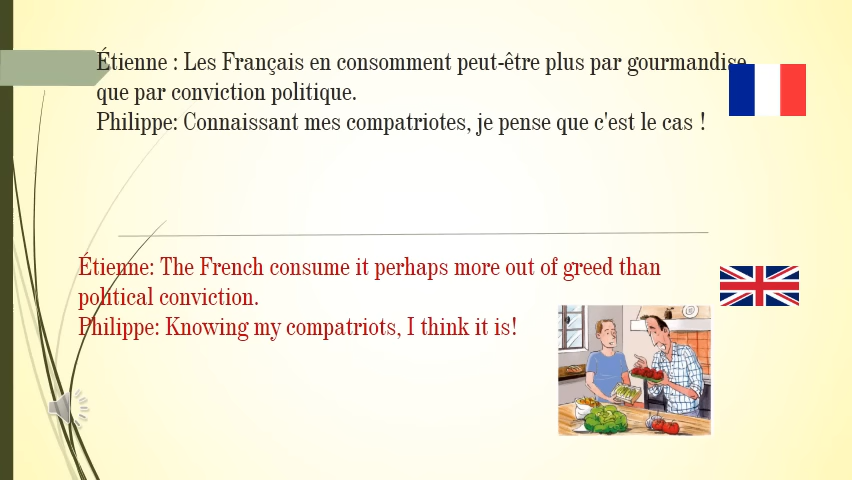 Étienne : Les Français en consomment peut-être plus par gourmandise
que par conviction politique.
Philippe: Connaissant mes compatriotes, je pense que c'est le cas !
Étienne: The French consume it perhaps more out of greed than
political conviction.
Philippe: Knowing my compatriots, I think it is!